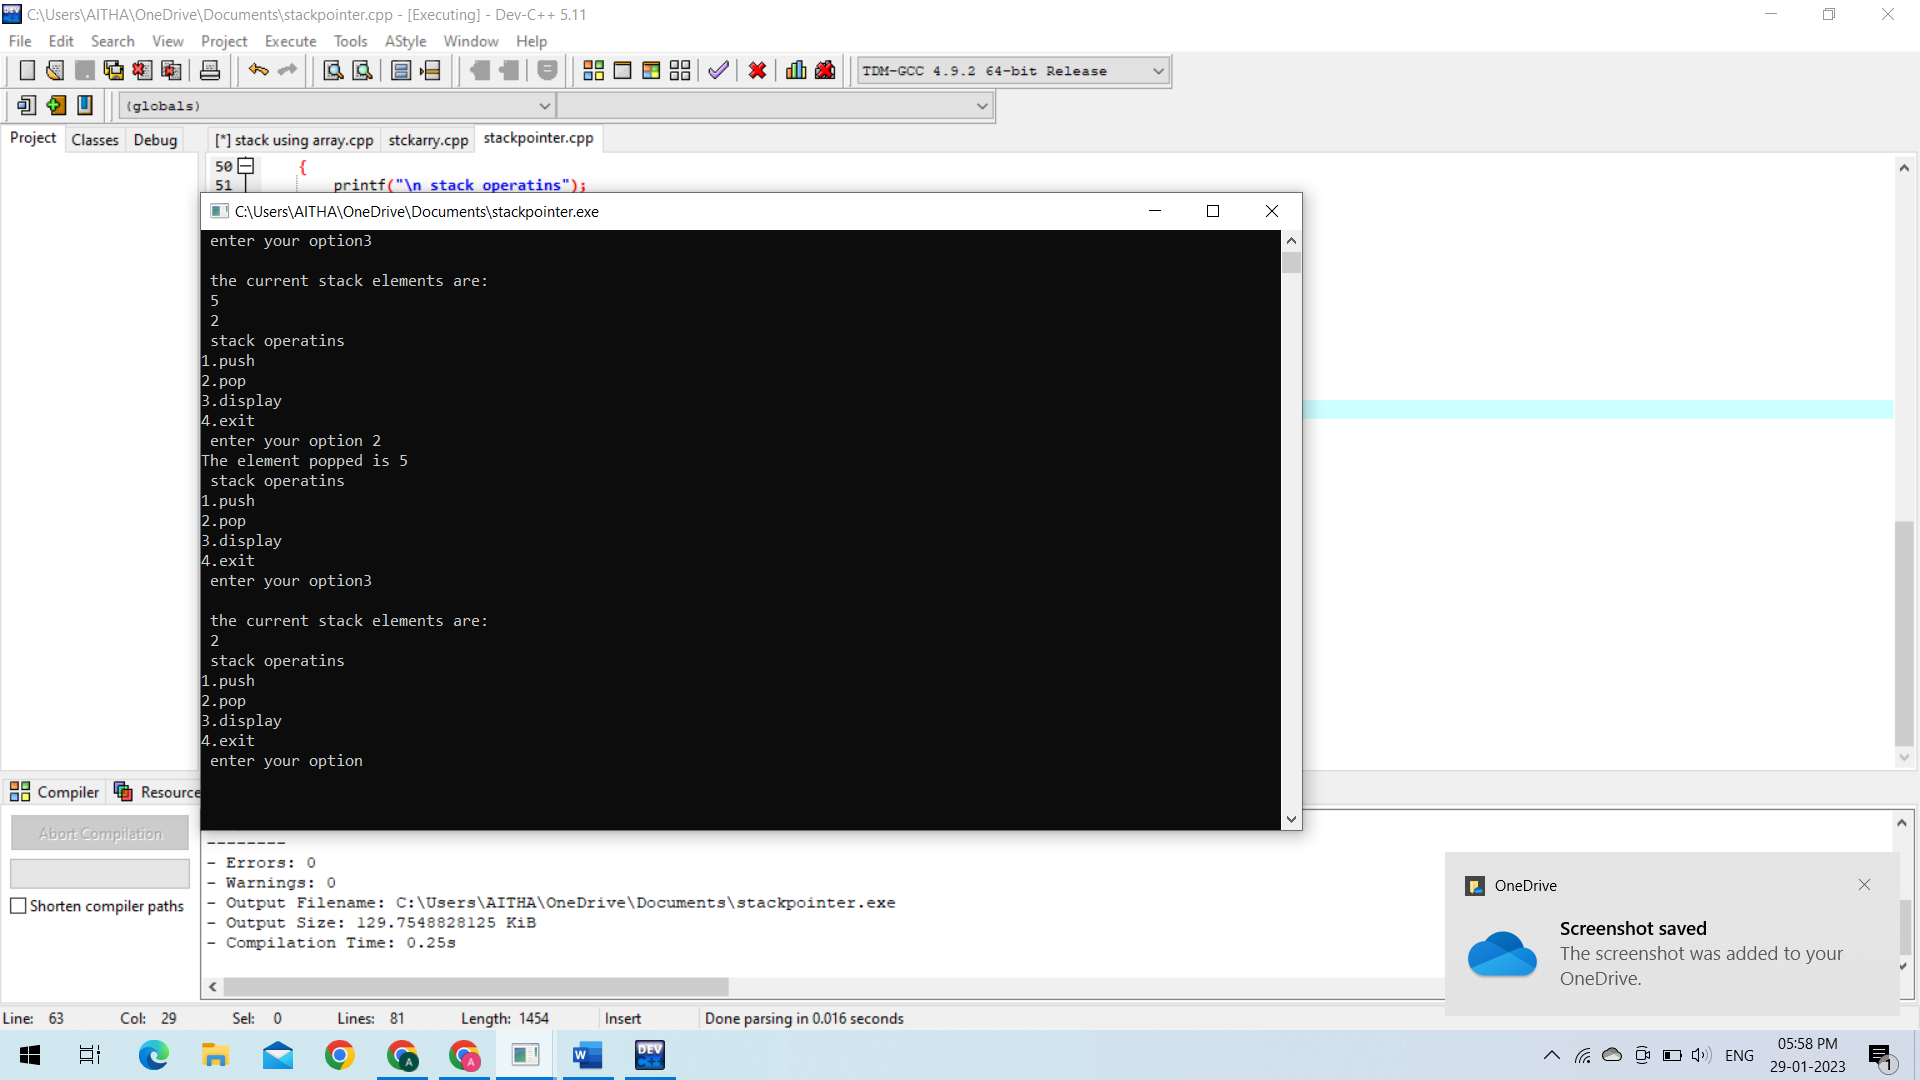 C:\Users\AITHA\OneDrive\Documents\stackpointer.cpp - [Executing] - Dev-C++ 5.11
File Edit Search View Project Execute Tools AStyle Window Help
TDM-GCC 4.9.2 64-bit Release
(globals)
Project Classes Debug
[*] stack using array.cpp stckarry.cpp stackpointer.cpp
50 {
51 printf("\n stack operatins");
C:\Users\AITHA\OneDrive\Documents\stackpointer.exe
enter your option3
the current stack elements are:
5
2
stack operatins
1.push
2.pop
3.display
4.exit
enter your option 2
The element popped is 5
stack operatins
1.push
2.pop
3.display
4.exit
enter your option3
the current stack elements are:
2
stack operatins
1.push
2.pop
3.display
4.exit
enter your option
Compiler Resource
Abort Compilation
Shorten compiler paths
--------
- Errors: 0
- Warnings: 0
- Output Filename: C:\Users\AITHA\OneDrive\Documents\stackpointer.exe
- Output Size: 129.7548828125 KiB
- Compilation Time: 0.25s
OneDrive
Screenshot saved
The screenshot was added to your
OneDrive.
Line: 63 Col: 29 Sel: 0 Lines: 81 Length: 1454 Insert Done parsing in 0.016 seconds
A A W DEV C++ ENG
05:58 PM
29-01-2023
1